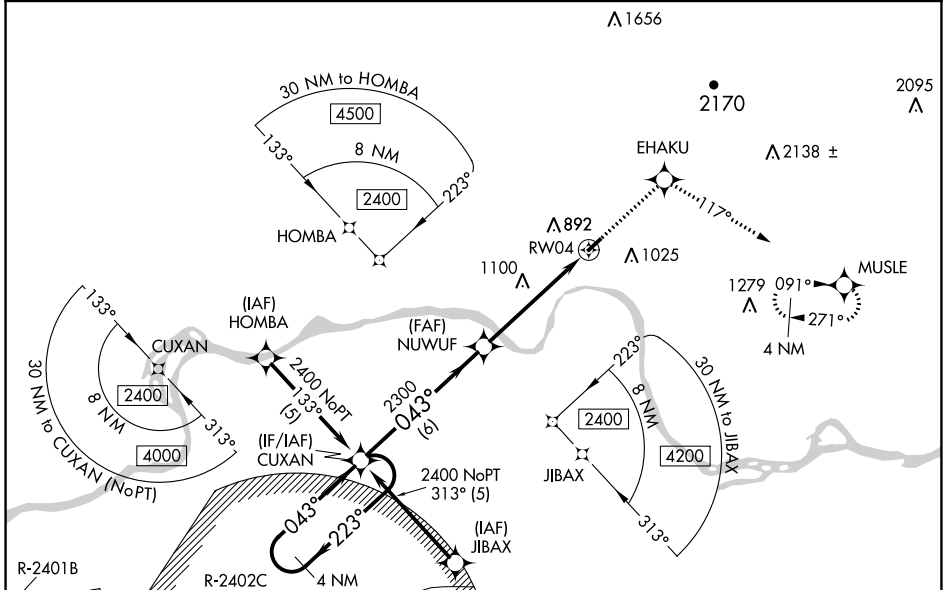 1656
30 NM to HOMBA
4500
2170
2095
133°
8 NM
2400
223°
EHAKU
2138 ±
HOMBA
117°
892
RW04
1025
1100
MUSLE
1279
091°
271°
4 NM
133°
CUXAN
2400
8 NM
313°
4000
30 NM to CUXAN (NoPT)
(IAF)
HOMBA
2400 NoPT
133°
(5)
(FAF)
NUWUF
2300
043°
(6)
(IF/IAF)
CUXAN
2400 NoPT
313° (5)
223°
8 NM
2400
30 NM to JIBAX
4200
JIBAX
313°
043°
223°
4 NM
(IAF)
JIBAX
R-2401B
R-2402C